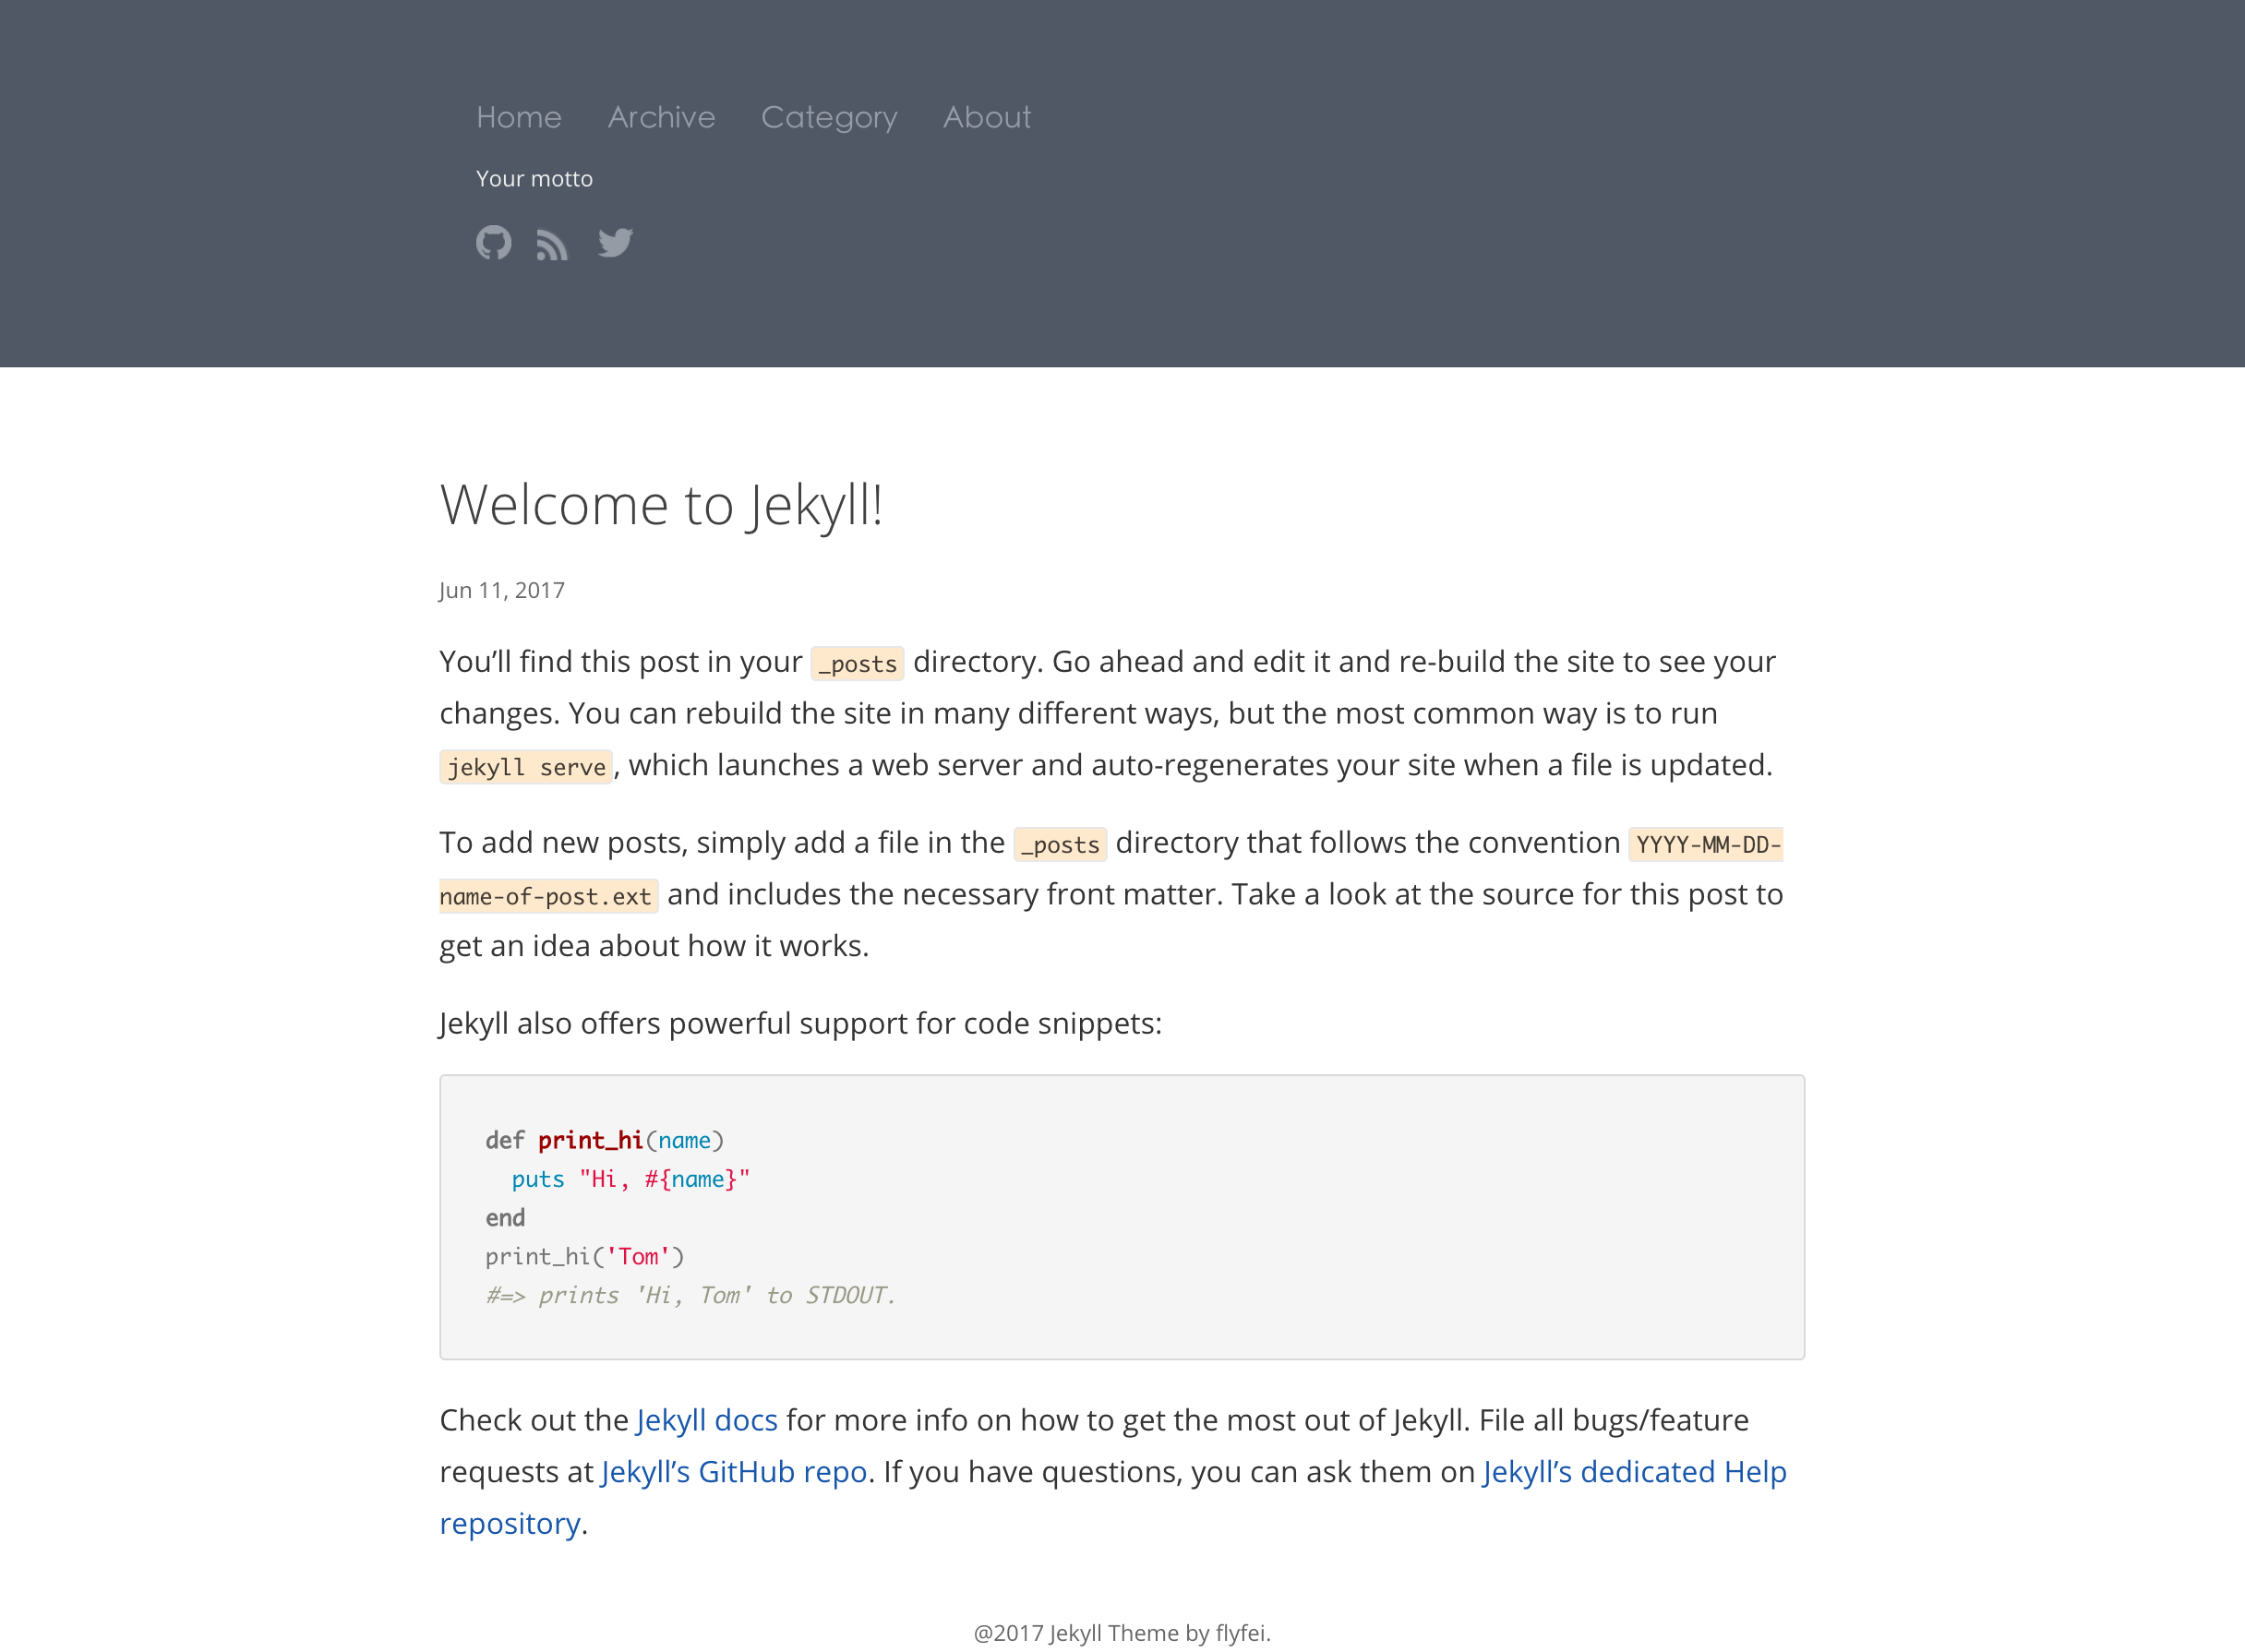 Home Archive Category About
Your motto
Welcome to Jekyll!
Jun 11, 2017
You’ll find this post in your _posts directory. Go ahead and edit it and re-build the site to see your
changes. You can rebuild the site in many different ways, but the most common way is to run
jekyll serve, which launches a web server and auto-regenerates your site when a file is updated.
To add new posts, simply add a file in the _posts directory that follows the convention YYYY-MM-DD-
name-of-post.ext and includes the necessary front matter. Take a look at the source for this post to
get an idea about how it works.
Jekyll also offers powerful support for code snippets:
def print_hi(name)
  puts "Hi, #{name}"
end
print_hi('Tom')
#=> prints 'Hi, Tom' to STDOUT.
Check out the Jekyll docs for more info on how to get the most out of Jekyll. File all bugs/feature
requests at Jekyll’s GitHub repo. If you have questions, you can ask them on Jekyll’s dedicated Help
repository.
@2017 Jekyll Theme by flyfei.